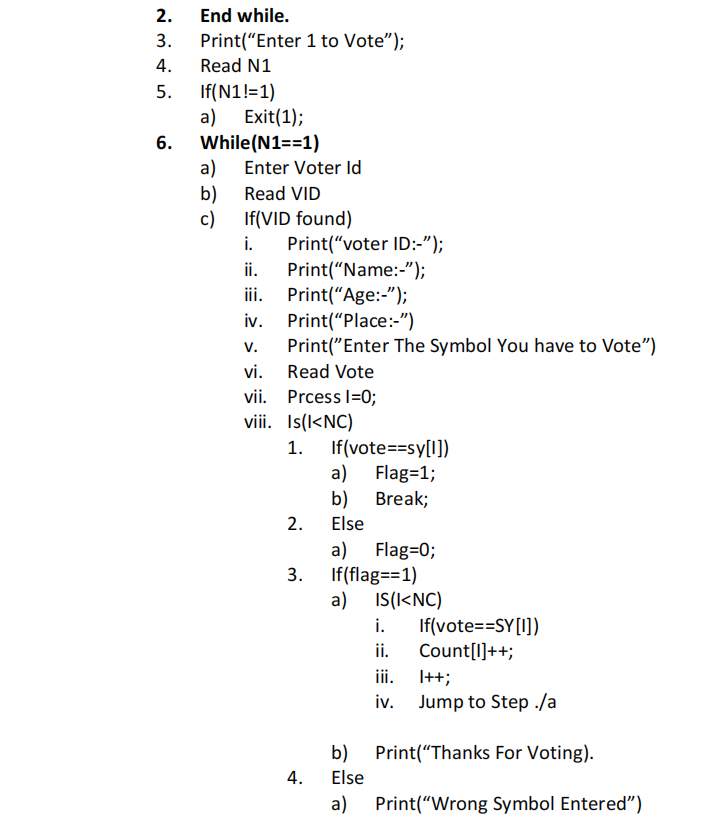 2. End while.
3. Print(“Enter 1 to Vote”);
4. Read N1
5. If(N1!=1)
a) Exit(1);
6. While(N1==1)
a) Enter Voter Id
b) Read VID
c) If(VID found)
i. Print(“voter ID:-”);
ii. Print(“Name:-”);
iii. Print(“Age:-”);
iv. Print(“Place:-”)
v. Print(”Enter The Symbol You have to Vote”)
vi. Read Vote
vii. Prcess I=0;
viii. Is(I<NC)
1. If(vote==sy[I])
a) Flag=1;
b) Break;
2. Else
a) Flag=0;
3. If(flag==1)
a) IS(I<NC)
i. If(vote==SY[I])
ii. Count[I]++;
iii. I++;
iv. Jump to Step ./a
b) Print(“Thanks For Voting).
4. Else
a) Print(“Wrong Symbol Entered”)